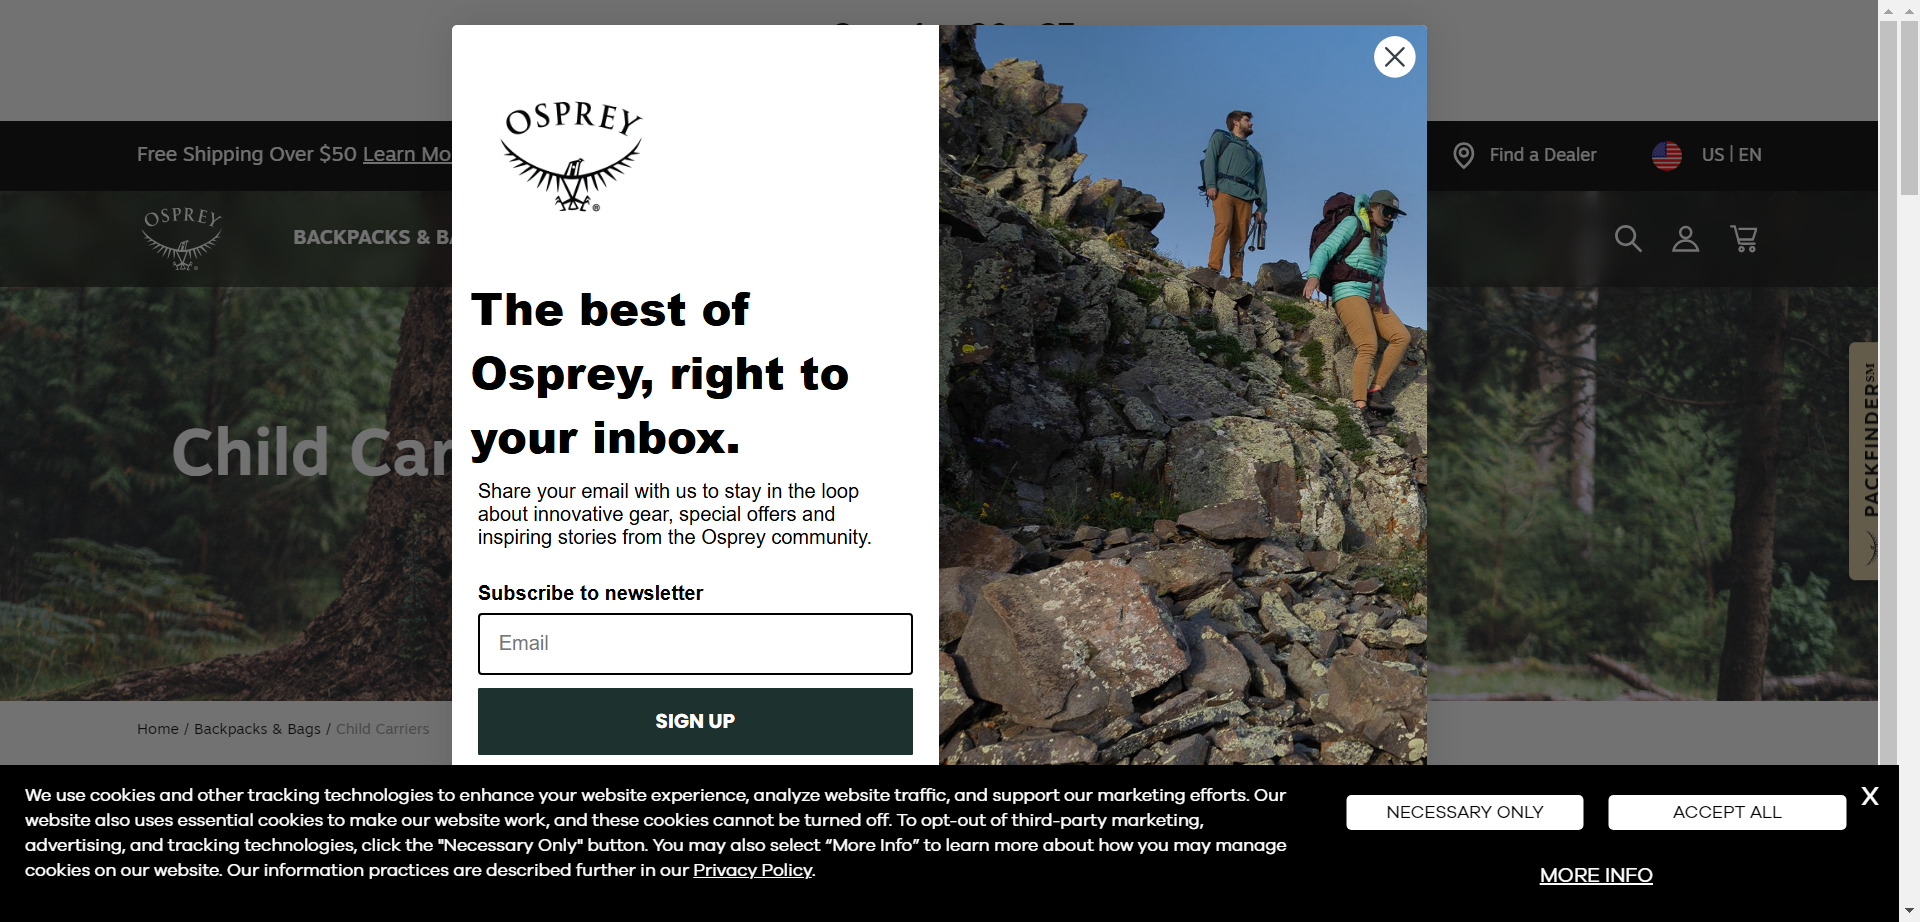 Free Shipping Over $50 Learn Mo
Find a Dealer
US | EN
OSPREY
BACKPACKS & BA
Child Car
PACKFINDER℠
Home / Backpacks & Bags / Child Carriers
OSPREY
®
The best of
Osprey, right to
your inbox.
Share your email with us to stay in the loop
about innovative gear, special offers and
inspiring stories from the Osprey community.
Subscribe to newsletter
Email
SIGN UP
We use cookies and other tracking technologies to enhance your website experience, analyze website traffic, and support our marketing efforts. Our
website also uses essential cookies to make our website work, and these cookies cannot be turned off. To opt-out of third-party marketing,
advertising, and tracking technologies, click the "Necessary Only" button. You may also select “More Info” to learn more about how you may manage
cookies on our website. Our information practices are described further in our Privacy Policy.
NECESSARY ONLY
ACCEPT ALL
X
MORE INFO